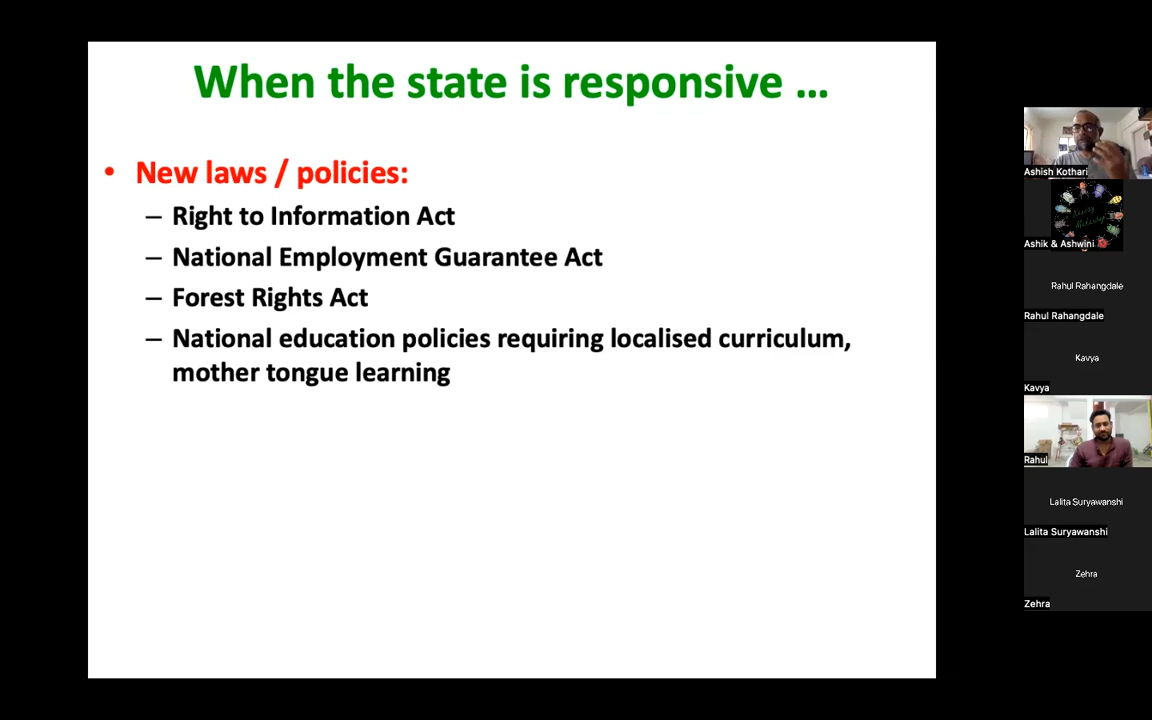 When the state is responsive ...
• New laws / policies:
– Right to Information Act
– National Employment Guarantee Act
– Forest Rights Act
– National education policies requiring localised curriculum,
mother tongue learning
Ashish Kothari
Ashik & Ashwini
Rahul Rahangdale
Rahul Rahangdale
Kavya
Kavya
Rahul
Lalita Suryawanshi
Lalita Suryawanshi
Zehra
Zehra